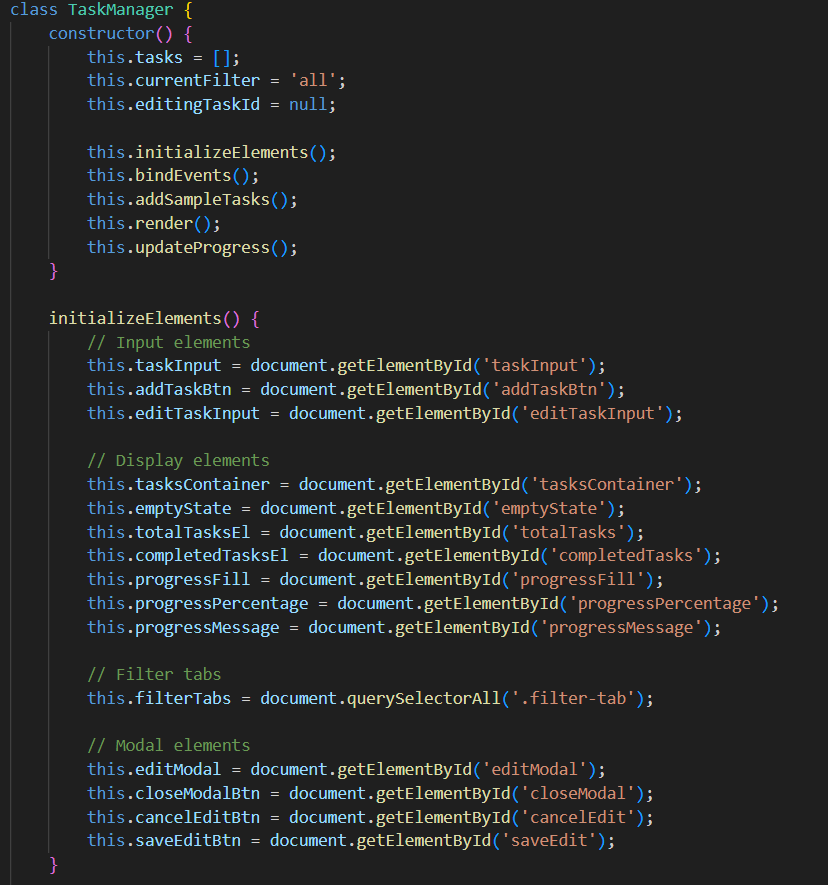 class TaskManager {
constructor() {
this.tasks = [];
this.currentFilter = 'all';
this.editingTaskId = null;
this.initializeElements();
this.bindEvents();
this.addSampleTasks();
this.render();
this.updateProgress();
}
initializeElements() {
// Input elements
this.taskInput = document.getElementById('taskInput');
this.addTaskBtn = document.getElementById('addTaskBtn');
this.editTaskInput = document.getElementById('editTaskInput');
// Display elements
this.tasksContainer = document.getElementById('tasksContainer');
this.emptyState = document.getElementById('emptyState');
this.totalTasksEl = document.getElementById('totalTasks');
this.completedTasksEl = document.getElementById('completedTasks');
this.progressFill = document.getElementById('progressFill');
this.progressPercentage = document.getElementById('progressPercentage');
this.progressMessage = document.getElementById('progressMessage');
// Filter tabs
this.filterTabs = document.querySelectorAll('.filter-tab');
// Modal elements
this.editModal = document.getElementById('editModal');
this.closeModalBtn = document.getElementById('closeModal');
this.cancelEditBtn = document.getElementById('cancelEdit');
this.saveEditBtn = document.getElementById('saveEdit');
}